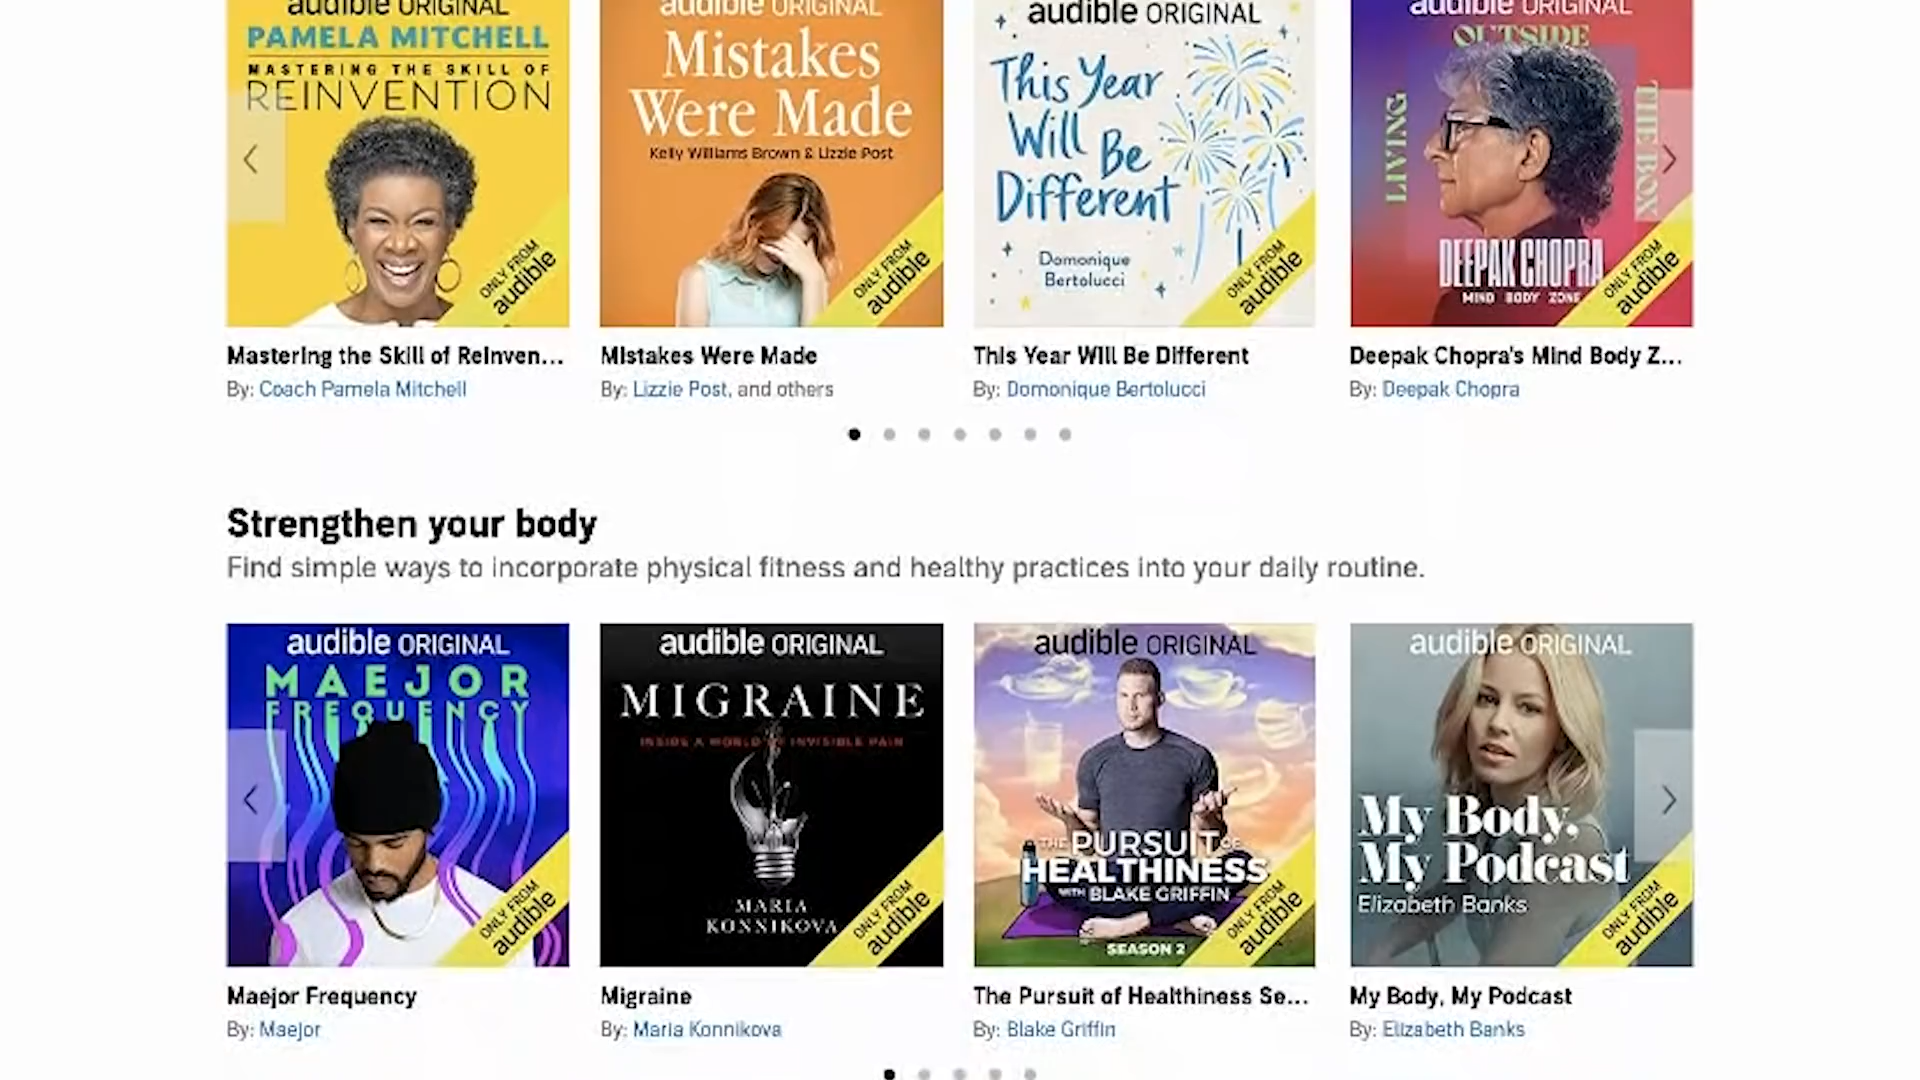 audible ORIGINAL
PAMELA MITCHELL
MASTERING THE SKILL OF
REINVENTION
ONLY FROM
audible
audible ORIGINAL
Mistakes
Were Made
Kelly Williams Brown & Lizzie Post
ONLY FROM
audible
audible ORIGINAL
This Year
Will Be
Different
Domonique
Bertolucci
ONLY FROM
audible
audible ORIGINAL
LIVING
OUTSIDE
THE BOX
DEEPAK CHOPRA
MIND BODY ZONE
ONLY FROM
audible
Mastering the Skill of Reinven...
By: Coach Pamela Mitchell
Mistakes Were Made
By: Lizzie Post, and others
This Year Will Be Different
By: Domonique Bertolucci
Deepak Chopra's Mind Body Z...
By: Deepak Chopra
Strengthen your body
Find simple ways to incorporate physical fitness and healthy practices into your daily routine.
audible ORIGINAL
MAEJOR
FREQUENCY
ONLY FROM
audible
audible ORIGINAL
MIGRAINE
INSIDE A WORLD OF INVISIBLE PAIN
MARIA
KONNIKOVA
ONLY FROM
audible
audible ORIGINAL
THE PURSUIT OF
HEALTHINESS
WITH BLAKE GRIFFIN
SEASON 2
ONLY FROM
audible
audible ORIGINAL
My Body,
My Podcast
Elizabeth Banks
ONLY FROM
audible
Maejor Frequency
By: Maejor
Migraine
By: Maria Konnikova
The Pursuit of Healthiness Se...
By: Blake Griffin
My Body, My Podcast
By: Elizabeth Banks